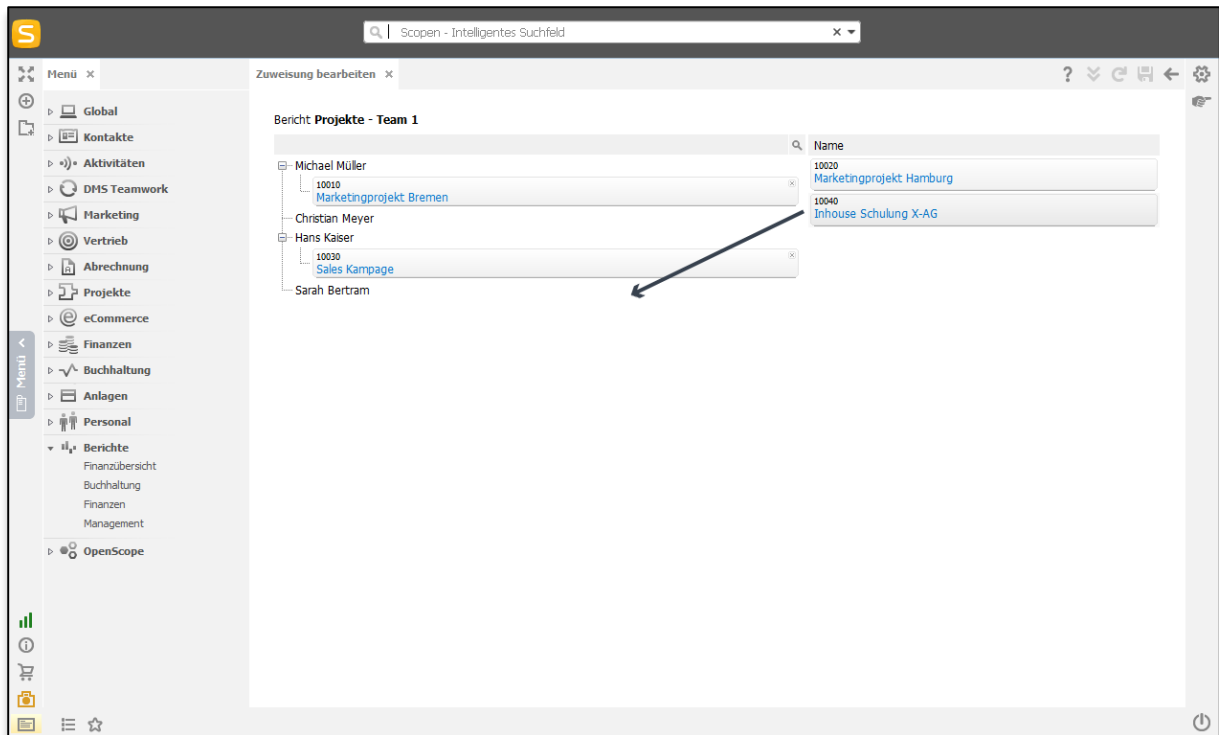 S
Scopen - Intelligentes Suchfeld
Menü
Zuweisung bearbeiten
?
Global
Kontakte
Aktivitäten
DMS Teamwork
Marketing
Vertrieb
Abrechnung
Projekte
eCommerce
Finanzen
Buchhaltung
Anlagen
Personal
Berichte
Finanzübersicht
Buchhaltung
Finanzen
Management
OpenScope
Menü
Bericht Projekte - Team 1
Michael Müller
10010
Marketingprojekt Bremen
Christian Meyer
Hans Kaiser
10030
Sales Kampage
Sarah Bertram
Name
10020
Marketingprojekt Hamburg
10040
Inhouse Schulung X-AG